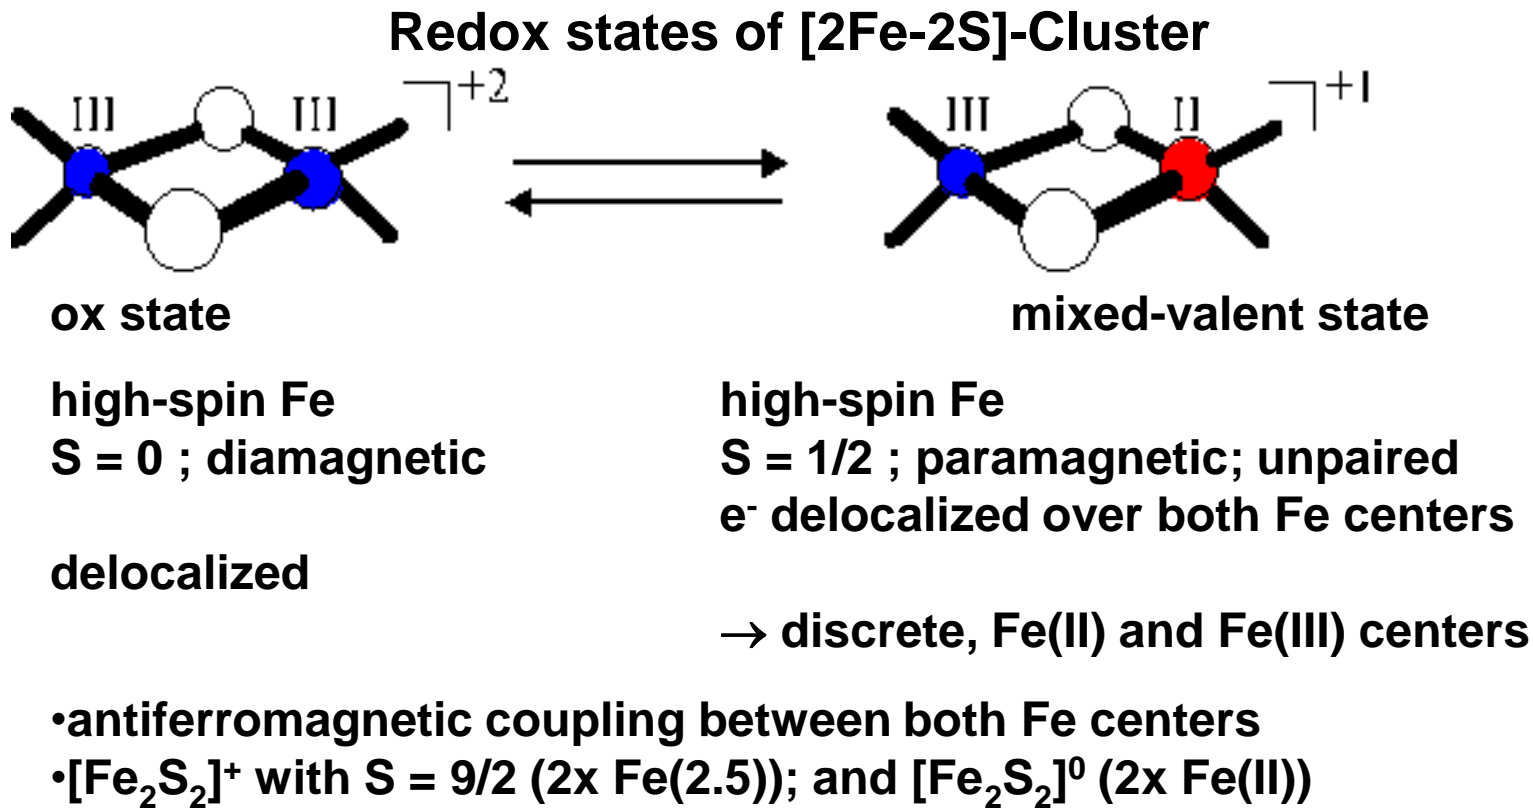 Redox states of [2Fe-2S]-Cluster
III III +2
III II +1
ox state
mixed-valent state
high-spin Fe
S = 0 ; diamagnetic
delocalized
high-spin Fe
S = 1/2 ; paramagnetic; unpaired
e⁻ delocalized over both Fe centers
→ discrete, Fe(II) and Fe(III) centers
•antiferromagnetic coupling between both Fe centers
•[Fe₂S₂]⁺ with S = 9/2 (2x Fe(2.5)); and [Fe₂S₂]⁰ (2x Fe(II))